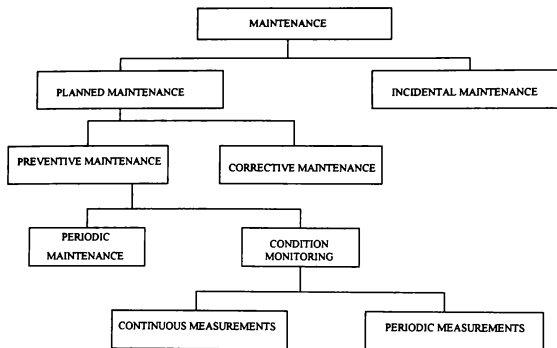 MAINTENANCE
PLANNED MAINTENANCE
INCIDENTAL MAINTENANCE
PREVENTIVE MAINTENANCE
CORRECTIVE MAINTENANCE
PERIODIC
MAINTENANCE
CONDITION
MONITORING
CONTINUOUS MEASUREMENTS
PERIODIC MEASUREMENTS